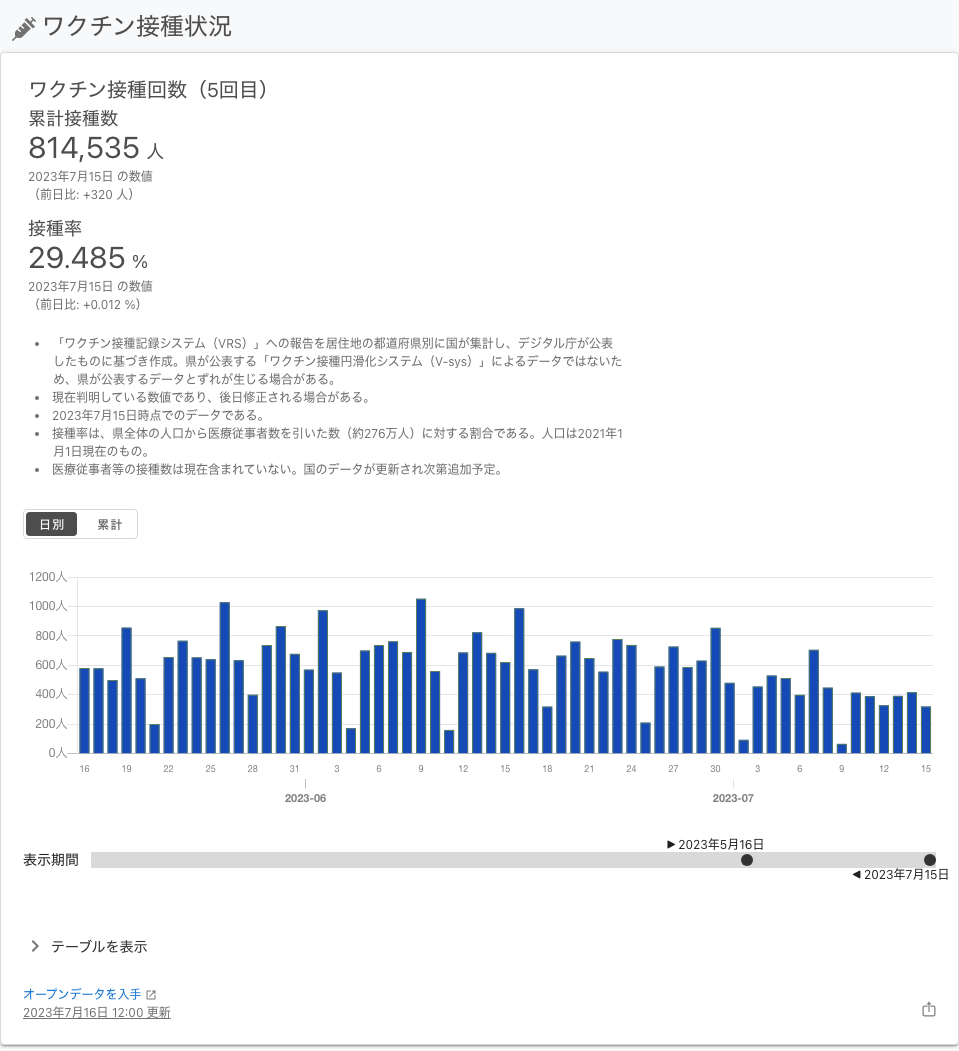 ワクチン接種状況
ワクチン接種回数（5回目）
累計接種数
814,535 人
2023年7月15日 の数値
（前日比: +320 人）
接種率
29.485 %
2023年7月15日 の数値
（前日比: +0.012 %）
• 「ワクチン接種記録システム（VRS）」への報告を居住地の都道府県別に国が集計し、デジタル庁が公表
したものに基づき作成。県が公表する「ワクチン接種円滑化システム（V-sys）」によるデータではないた
め、県が公表するデータとずれが生じる場合がある。
• 現在判明している数値であり、後日修正される場合がある。
• 2023年7月15日時点でのデータである。
• 接種率は、県全体の人口から医療従事者数を引いた数（約276万人）に対する割合である。人口は2021年1
月1日現在のもの。
• 医療従事者等の接種数は現在含まれていない。国のデータが更新され次第追加予定。
日別 累計
1200人
1000人
800人
600人
400人
200人
0人
16 19 22 25 28 31 3 6 9 12 15 18 21 24 27 30 3 6 9 12 15
2023-06 2023-07
▶ 2023年5月16日
表示期間
◀ 2023年7月15日
テーブルを表示
オープンデータを入手
2023年7月16日 12:00 更新